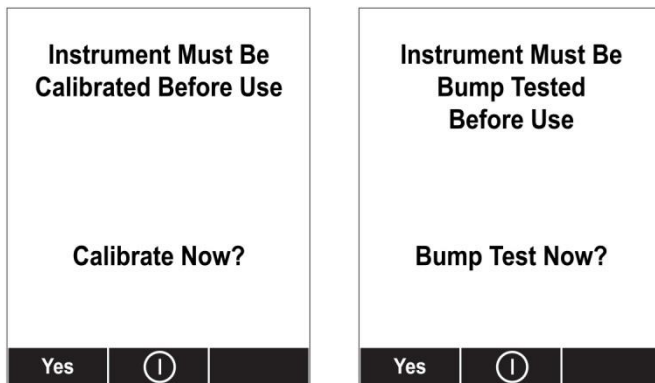 Instrument Must Be
Calibrated Before Use
Calibrate Now?
Yes
Instrument Must Be
Bump Tested
Before Use
Bump Test Now?
Yes